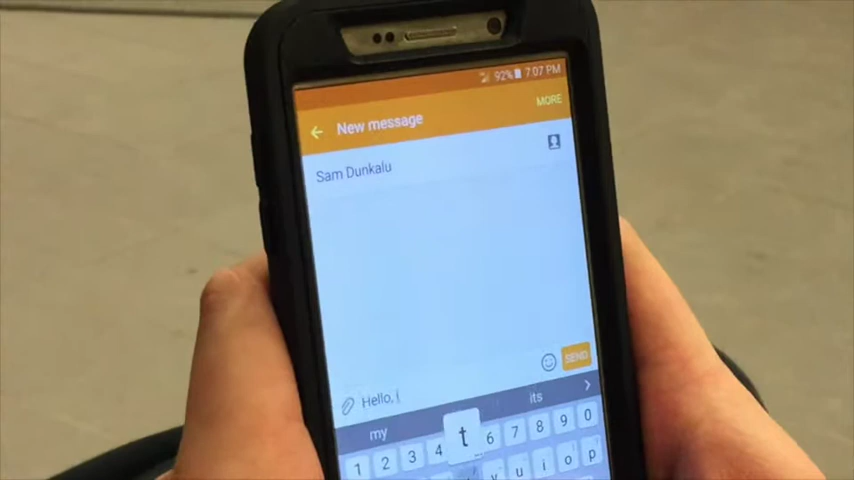 92% 7:07 PM
New message MORE
Sam Dunkalu
SEND
Hello, i
my its
1 2 3 4 t 6 7 8 9 0
y u i o p